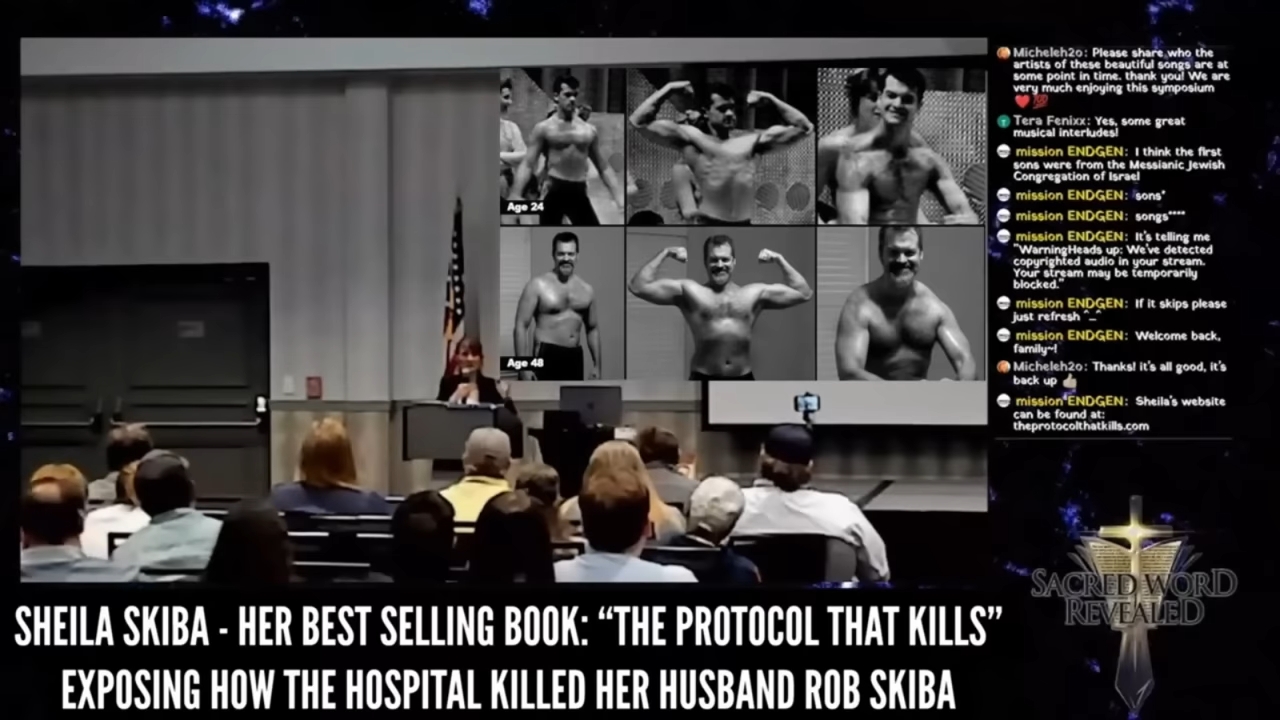 Age 24
Age 48
Micheleh2o: Please share who the
artists of these beautiful songs are at
some point in time. thank you! We are
very much enjoying this symposium
❤️💯
Tera Fenixx: Yes, some great
musical interludes!
mission ENDGEN: I think the first
sons were from the Messianic Jewish
Congregation of Israel
mission ENDGEN: sons*
mission ENDGEN: songs****
mission ENDGEN: It's telling me
"WarningHeads up: We've detected
copyrighted audio in your stream.
Your stream may be temporarily
blocked."
mission ENDGEN: If it skips please
just refresh ^_^
mission ENDGEN: Welcome back,
family~!
Micheleh2o: Thanks! it's all good, it's
back up 👍🏼
mission ENDGEN: Sheila's website
can be found at:
theprotocolthatkills.com
SACRED WORD
REVEALED
SHEILA SKIBA - HER BEST SELLING BOOK: “THE PROTOCOL THAT KILLS”
EXPOSING HOW THE HOSPITAL KILLED HER HUSBAND ROB SKIBA